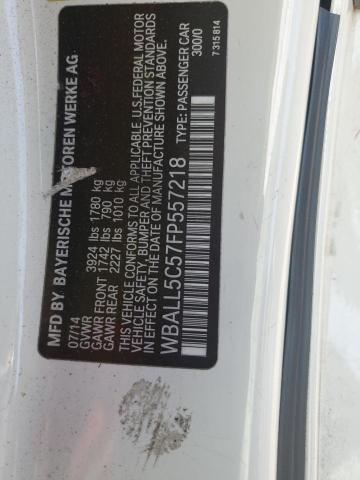 MFD BY BAYERISCHE MOTOREN WERKE AG
07/14
GVWR 3924 lbs 1780 kg
GAWR FRONT 1742 lbs 790 kg
GAWR REAR 2227 lbs 1010 kg
THIS VEHICLE CONFORMS TO ALL APPLICABLE U.S.FEDERAL MOTOR
VEHICLE SAFETY, BUMPER AND THEFT PREVENTION STANDARDS
IN EFFECT ON THE DATE OF MANUFACTURE SHOWN ABOVE.
WBALL5C57FP557218 TYPE: PASSENGER CAR
300/0
7 315 814